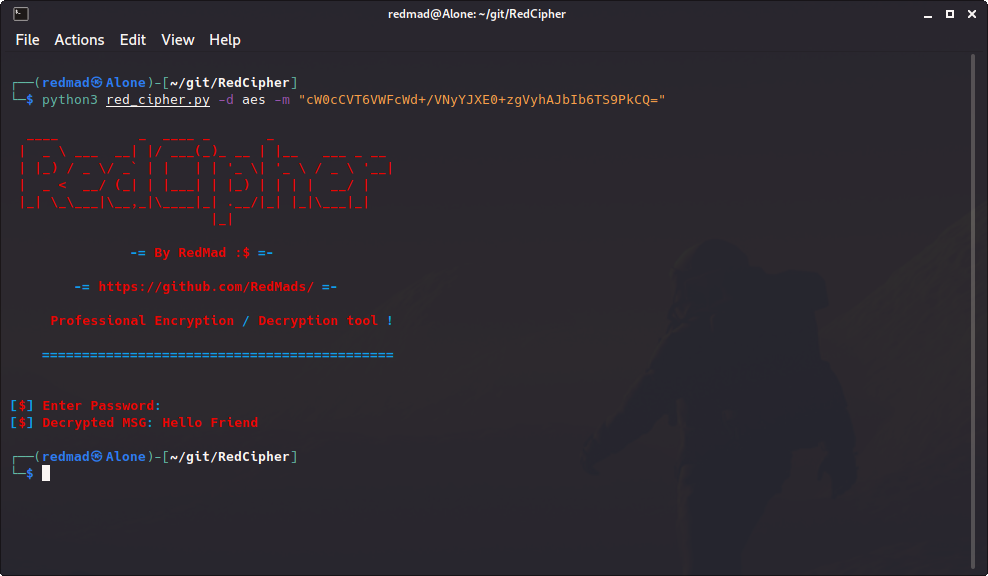 redmad@Alone: ~/git/RedCipher
File Actions Edit View Help
┌──(redmad㉿Alone)-[~/git/RedCipher]
└─$ python3 red_cipher.py -d aes -m "cW0cCVT6VWFcWd+/VNyYJXE0+zgVyhAJbIb6TS9PkCQ="
RedCipher
-= By RedMad :$ =-
-= https://github.com/RedMads/ =-
Professional Encryption / Decryption tool !
============================================
[$] Enter Password:
[$] Decrypted MSG: Hello Friend
┌──(redmad㉿Alone)-[~/git/RedCipher]
└─$